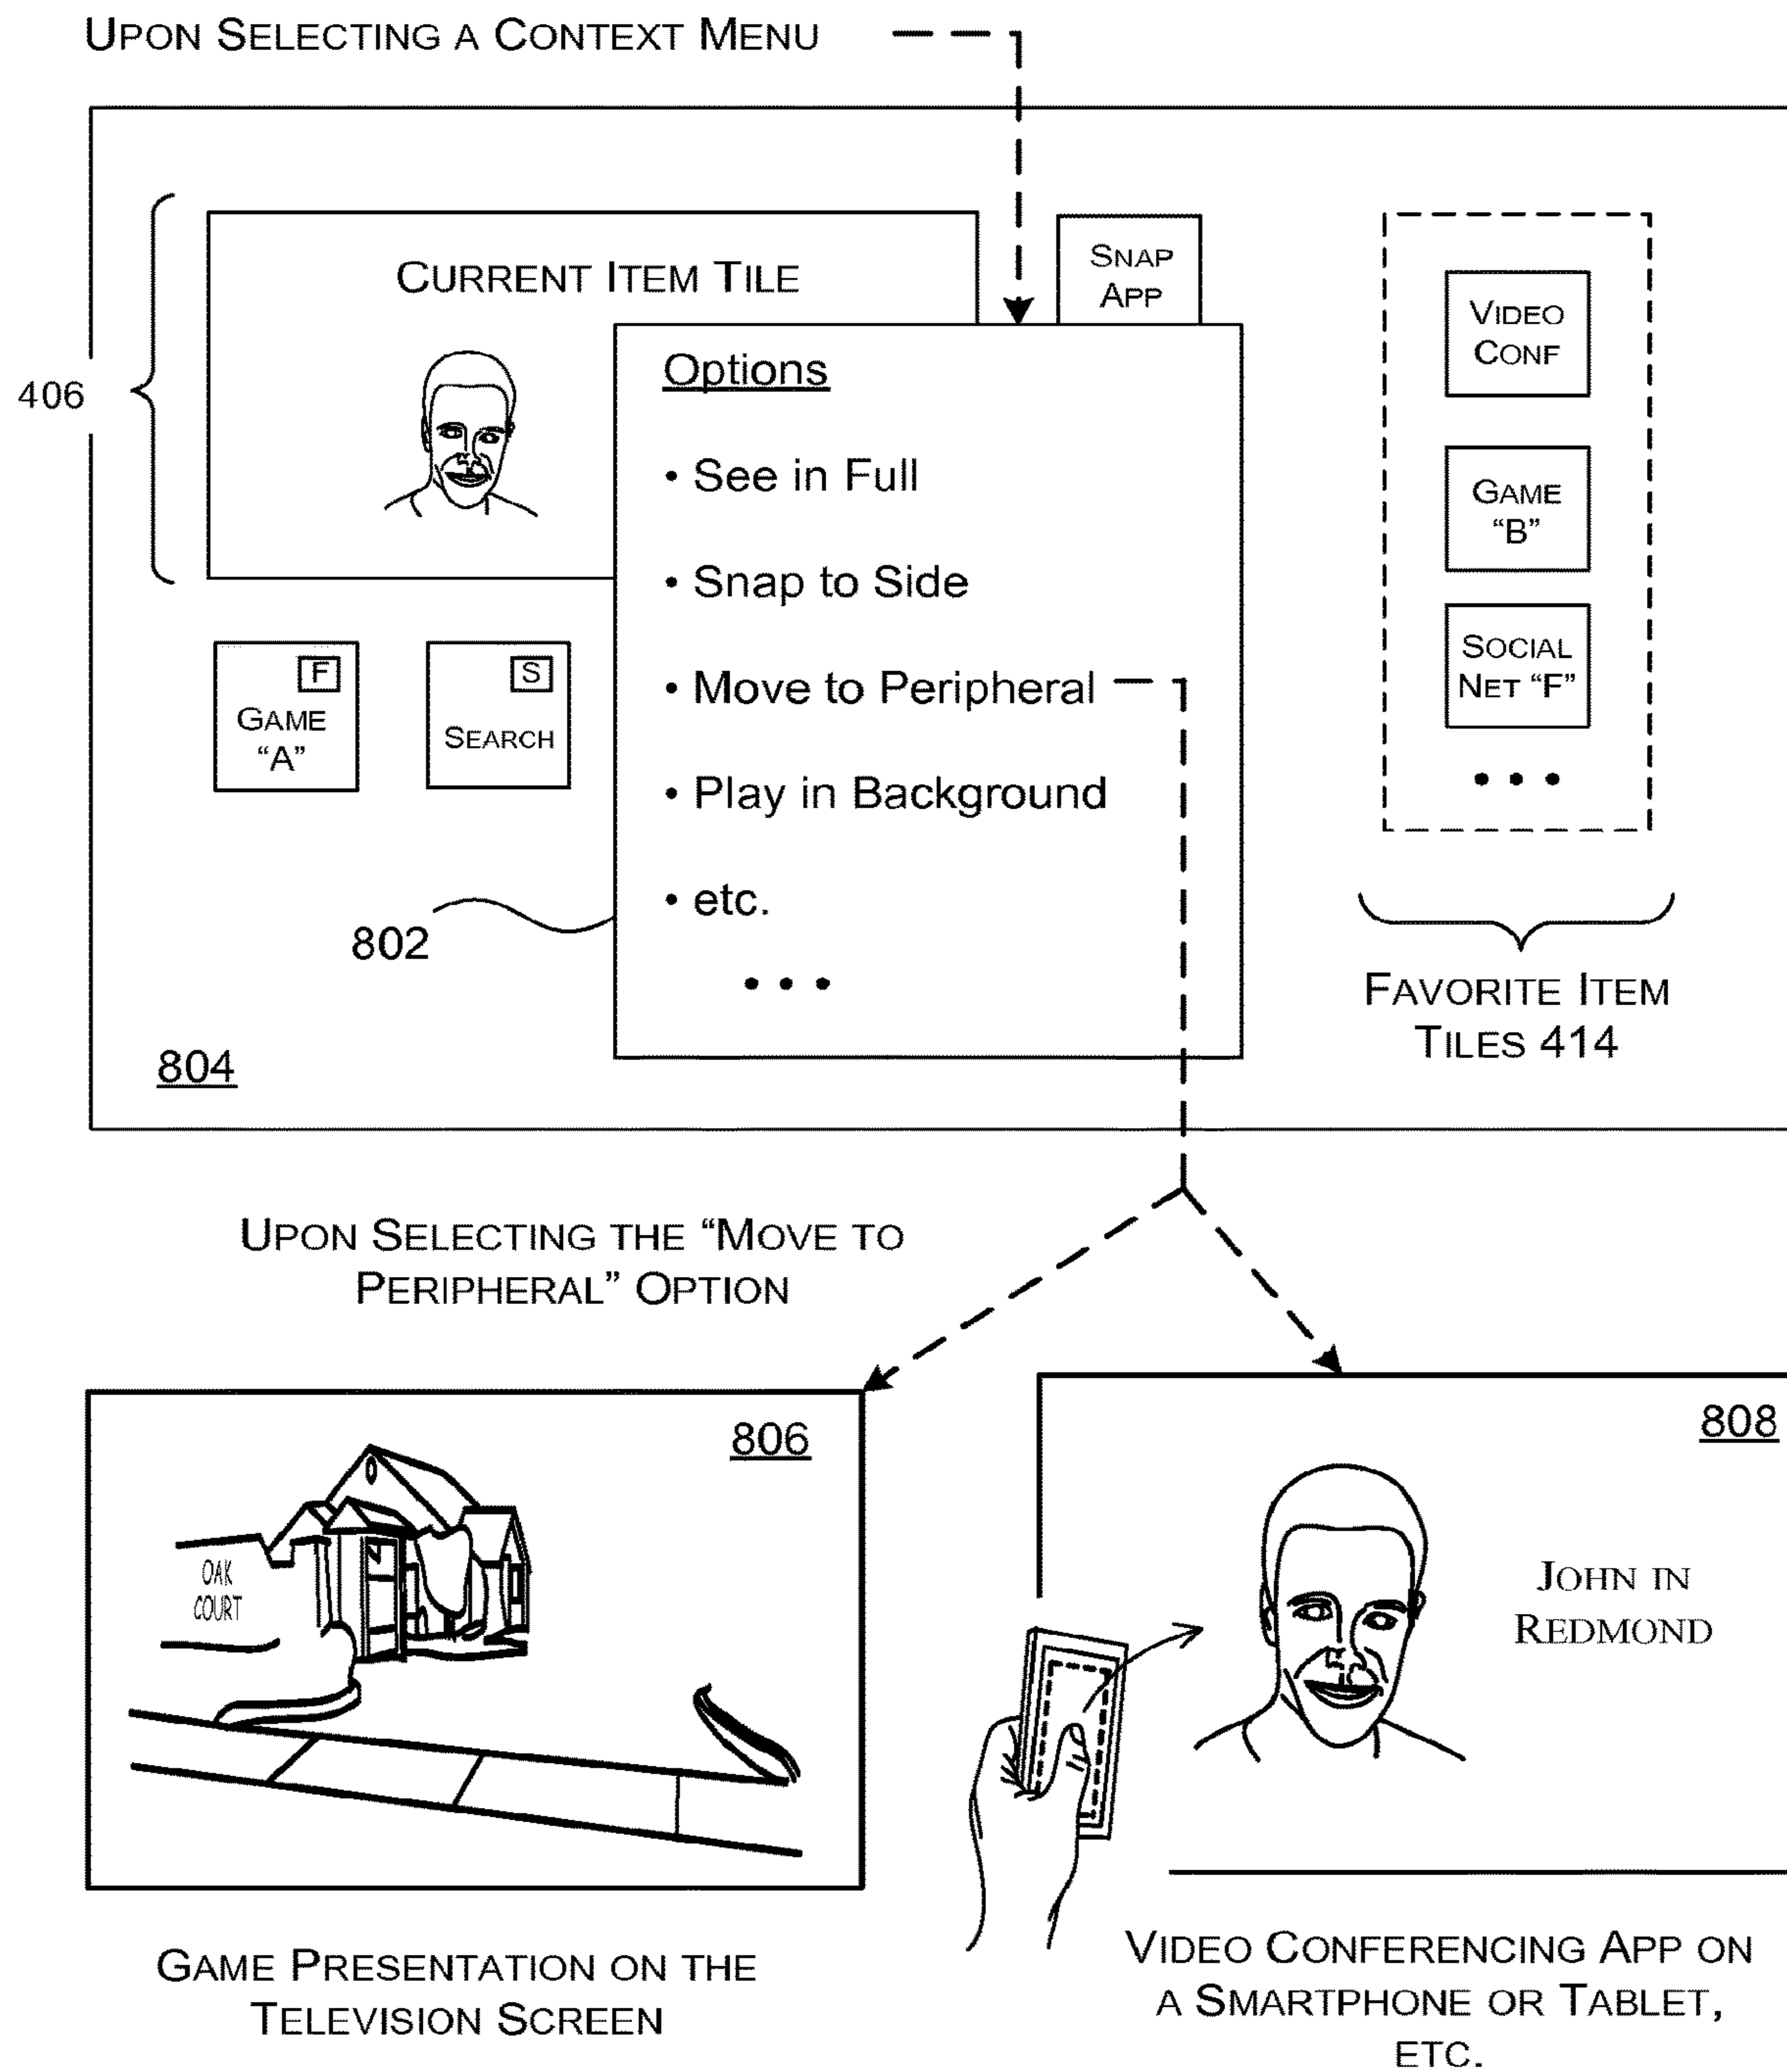 UPON SELECTING A CONTEXT MENU
406
CURRENT ITEM TILE
SNAP
APP
Options
• See in Full
• Snap to Side
• Move to Peripheral
• Play in Background
• etc.
• • •
F
GAME
“A”
S
SEARCH
802
804
VIDEO
CONF
GAME
“B”
SOCIAL
NET “F”
• • •
FAVORITE ITEM
TILES 414
UPON SELECTING THE “MOVE TO
PERIPHERAL” OPTION
806
OAK
COURT
GAME PRESENTATION ON THE
TELEVISION SCREEN
808
JOHN IN
REDMOND
VIDEO CONFERENCING APP ON
A SMARTPHONE OR TABLET,
ETC.